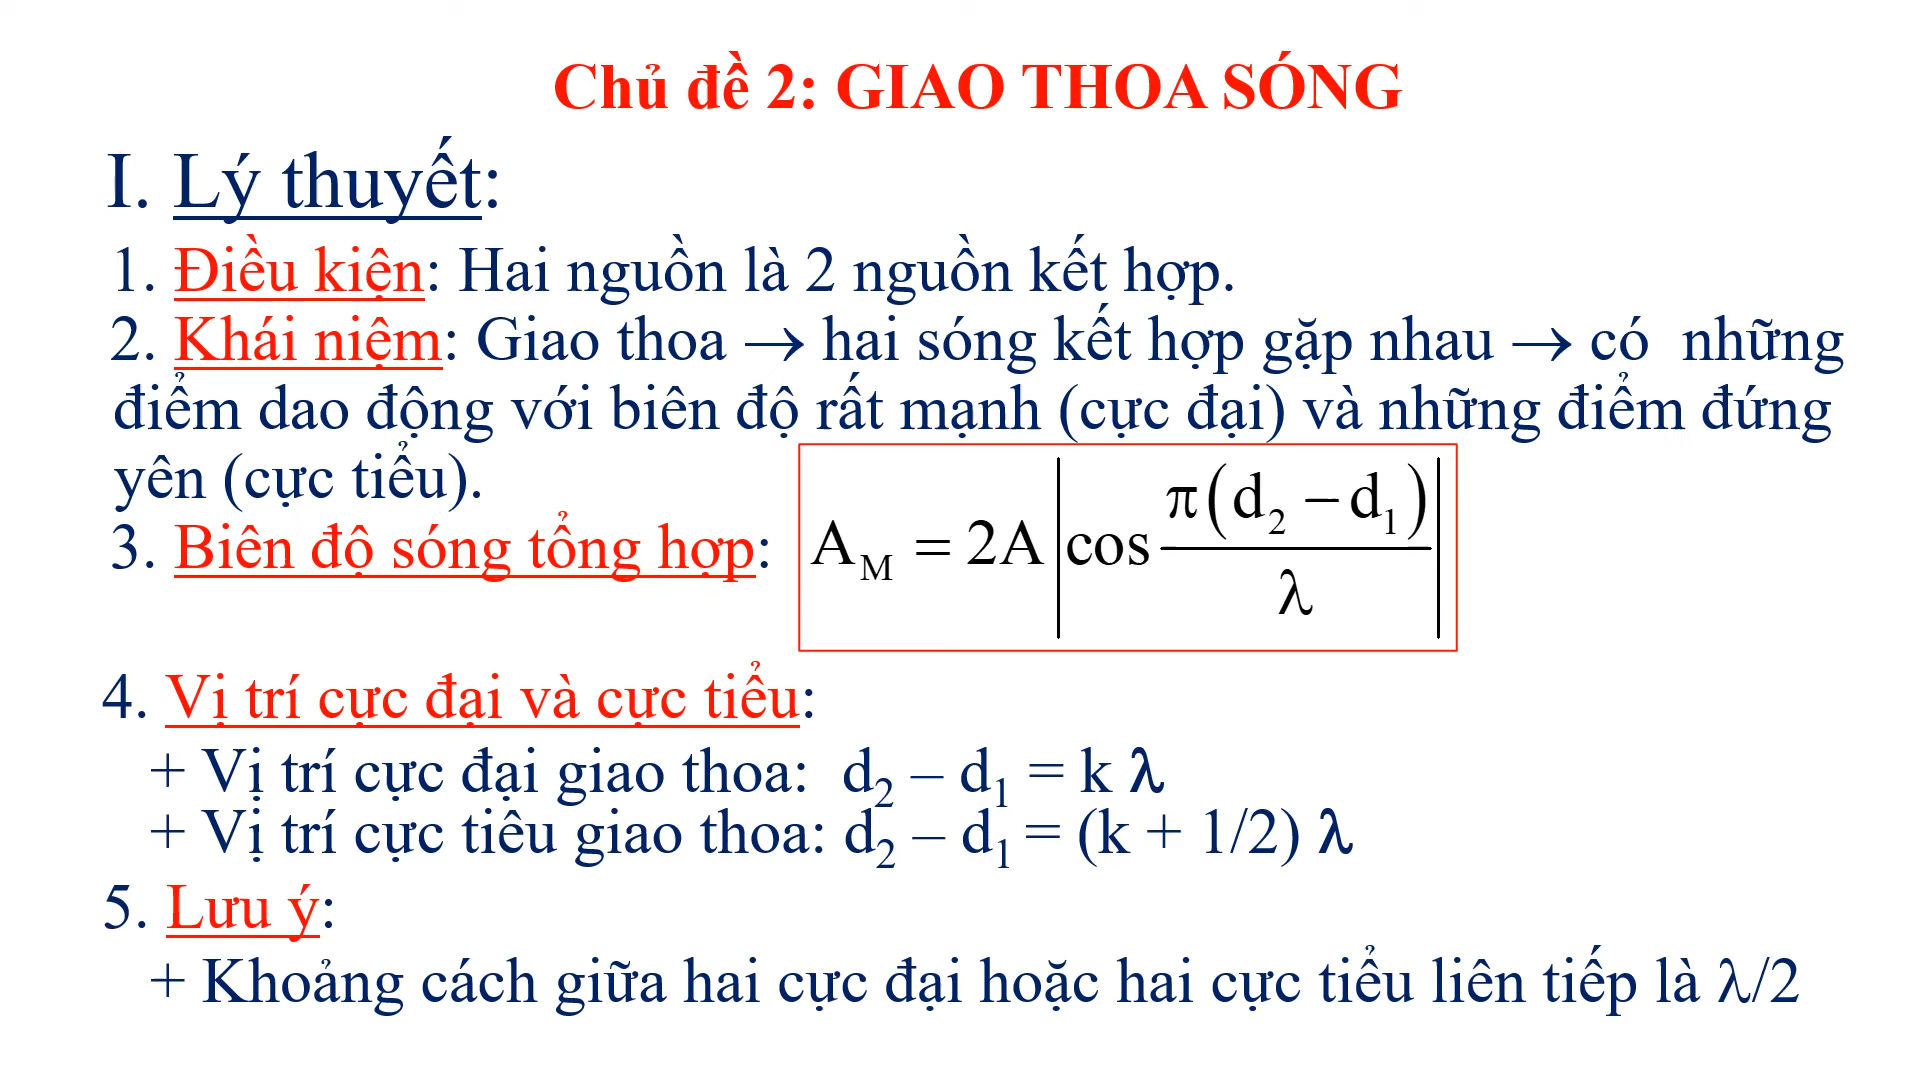 Chủ đề 2: GIAO THOA SÓNG
I. Lý thuyết:
1. Điều kiện: Hai nguồn là 2 nguồn kết hợp.
2. Khái niệm: Giao thoa → hai sóng kết hợp gặp nhau → có những
điểm dao động với biên độ rất mạnh (cực đại) và những điểm đứng
yên (cực tiểu).
3. Biên độ sóng tổng hợp: A_M = 2A |cos π(d₂ − d₁)/λ|
4. Vị trí cực đại và cực tiểu:
+ Vị trí cực đại giao thoa: d₂ – d₁ = k λ
+ Vị trí cực tiêu giao thoa: d₂ – d₁ = (k + 1/2) λ
5. Lưu ý:
+ Khoảng cách giữa hai cực đại hoặc hai cực tiểu liên tiếp là λ/2